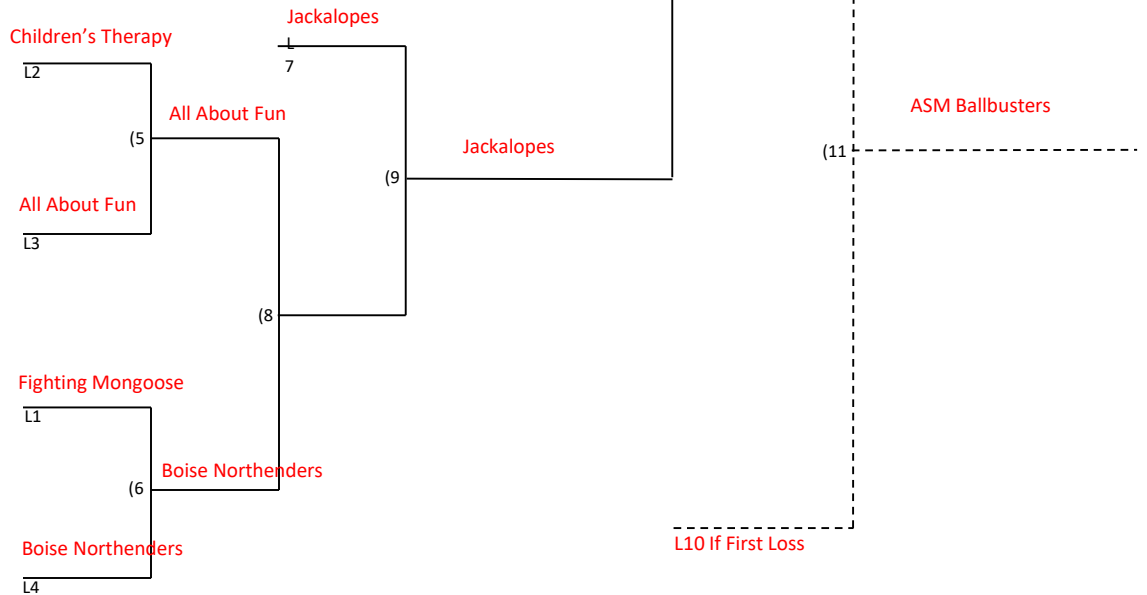 Jackalopes
Children's Therapy
L
7
L2
All About Fun
ASM Ballbusters
(5
Jackalopes
(11
(9
All About Fun
L3
(8
Fighting Mongoose
L1
Boise Northenders
(6
Boise Northenders
L10 If First Loss
L4